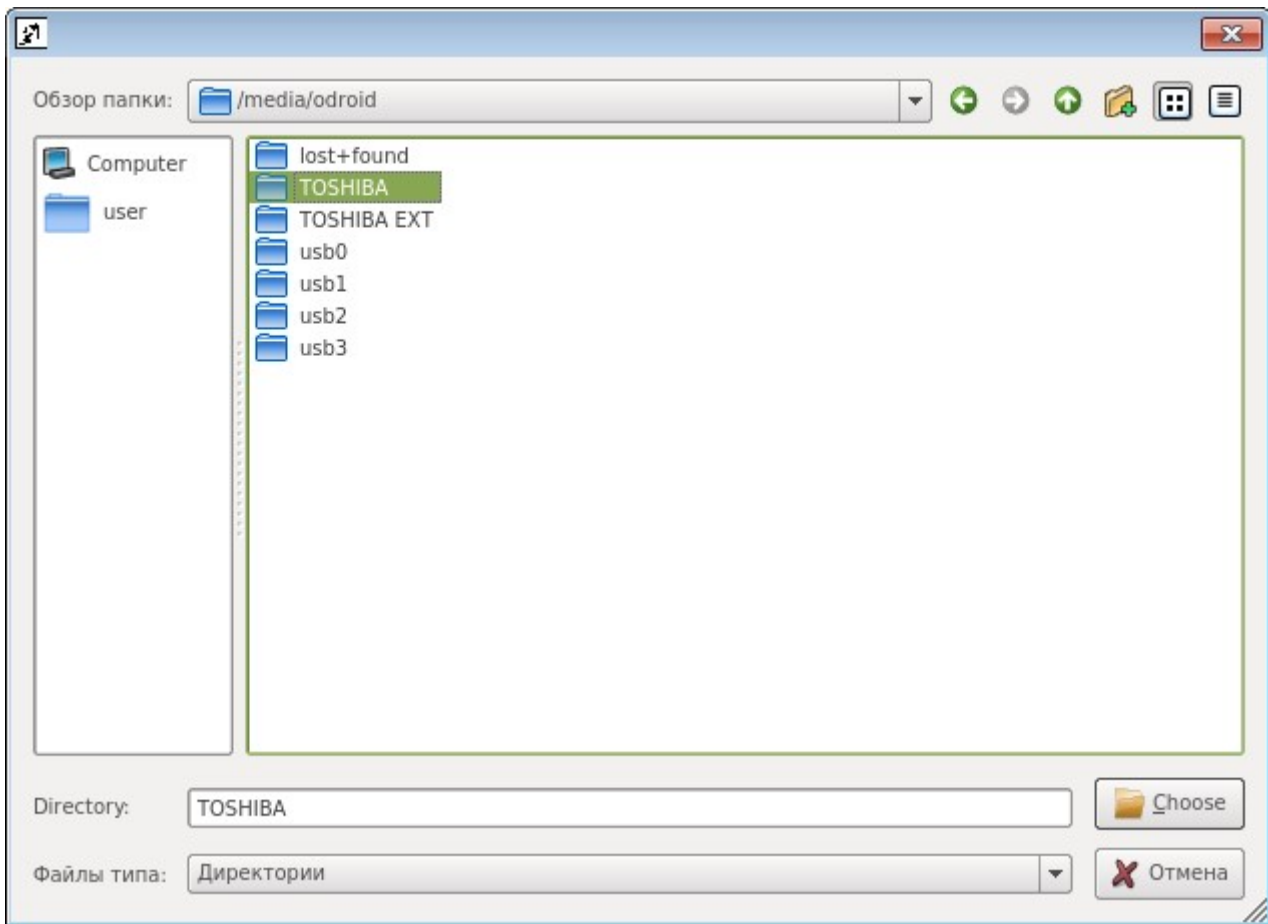 Обзор папки: /media/odroid
Computer
user
lost+found
TOSHIBA
TOSHIBA EXT
usb0
usb1
usb2
usb3
Directory: TOSHIBA Choose
Файлы типа: Директории Отмена